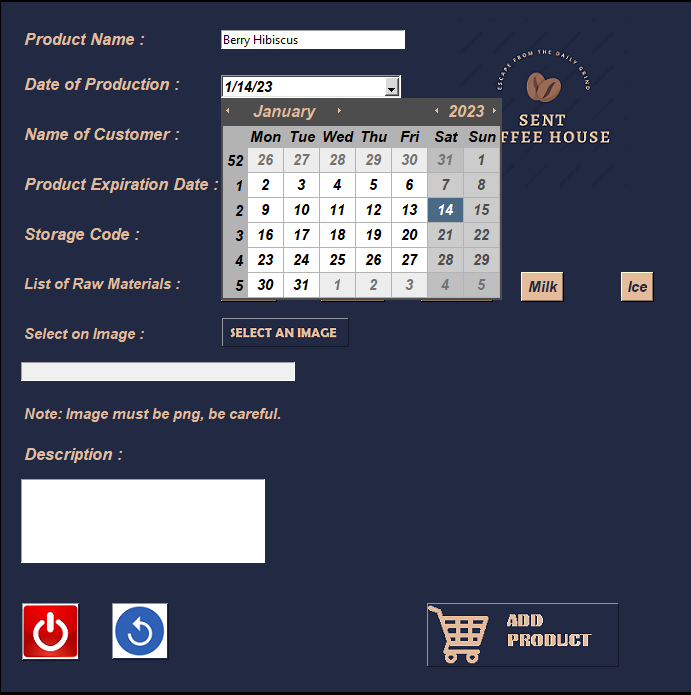 Product Name :
Berry Hibiscus
ESCAPE FROM THE DAILY GRIND
SENT
FFEE HOUSE
Date of Production :
1/14/23
January 2023
Mon Tue Wed Thu Fri Sat Sun
52 26 27 28 29 30 31 1
1 2 3 4 5 6 7 8
2 9 10 11 12 13 14 15
3 16 17 18 19 20 21 22
4 23 24 25 26 27 28 29
5 30 31 1 2 3 4 5
Name of Customer :
Product Expiration Date :
Storage Code :
List of Raw Materials :
Milk
Ice
Select on Image :
SELECT AN IMAGE
Note: Image must be png, be careful.
Description :
ADD
PRODUCT